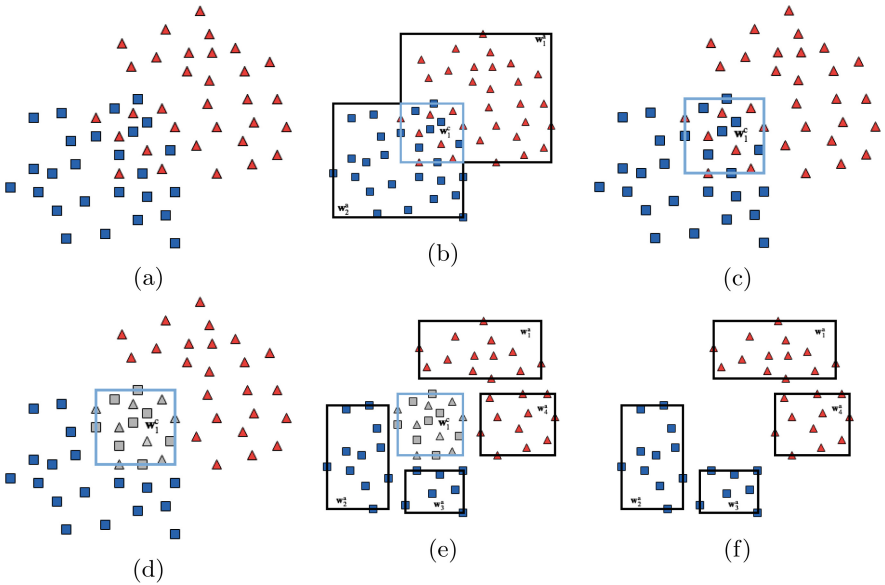 w₁ᵃ
w₁ᶜ
w₂ᵃ
w₁ᶜ
(a)
(b)
(c)
w₁ᶜ
w₁ᵃ
w₁ᶜ
w₄ᵃ
w₂ᵃ
w₃ᵃ
w₁ᵃ
w₄ᵃ
w₂ᵃ
w₃ᵃ
(d)
(e)
(f)